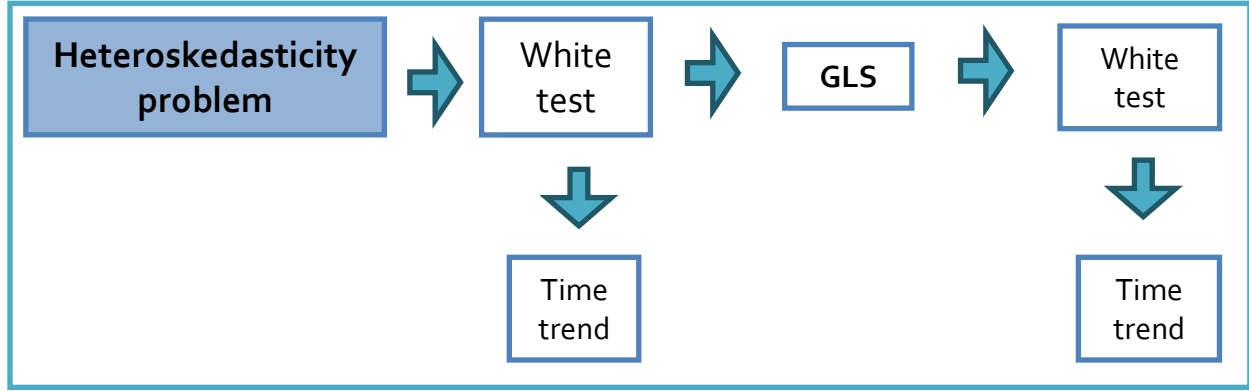 Heteroskedasticity
problem
White
test
GLS
White
test
Time
trend
Time
trend